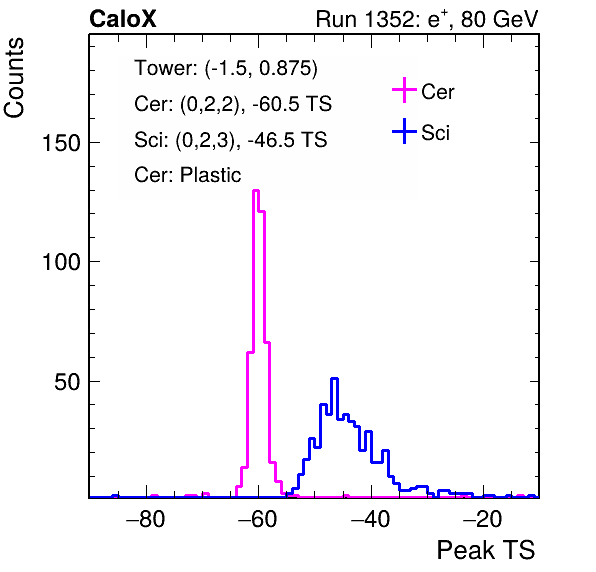 CaloX Run 1352: e⁺, 80 GeV
Counts
Tower: (-1.5, 0.875)
Cer: (0,2,2), -60.5 TS
Sci: (0,2,3), -46.5 TS
Cer: Plastic
Cer
Sci
150
100
50
−80 −60 −40 −20
Peak TS